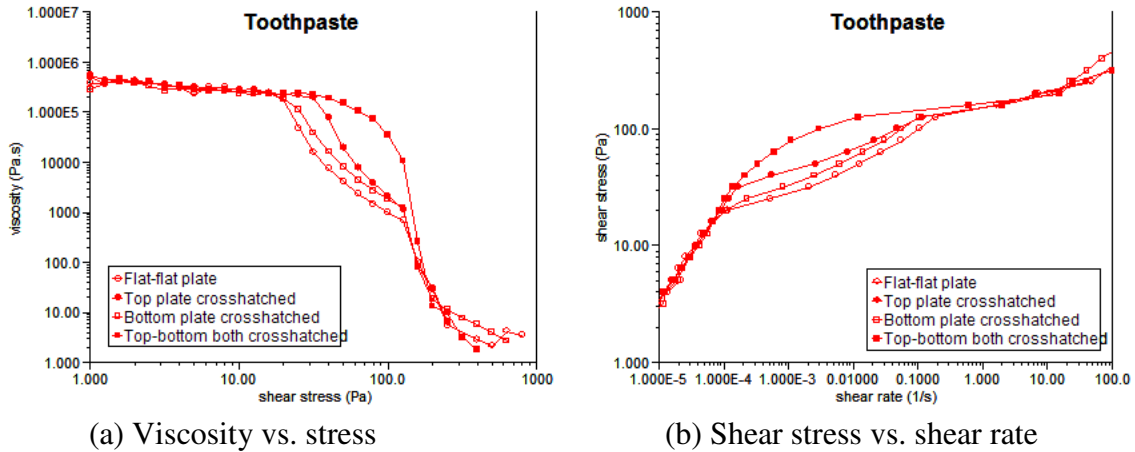 Toothpaste
1.000E7
1.000E6
1.000E5
10000
1000
100.0
10.00
1.000
viscosity (Pa.s)
Flat-flat plate
Top plate crosshatched
Bottom plate crosshatched
Top-bottom both crosshatched
1.000
10.00
100.0
1000
shear stress (Pa)
(a) Viscosity vs. stress
Toothpaste
1000
100.0
10.00
1.000
shear stress (Pa)
Flat-flat plate
Top plate crosshatched
Bottom plate crosshatched
Top-bottom both crosshatched
1.000E-5
1.000E-4
1.000E-3
0.01000
0.1000
1.000
10.00
100.0
shear rate (1/s)
(b) Shear stress vs. shear rate